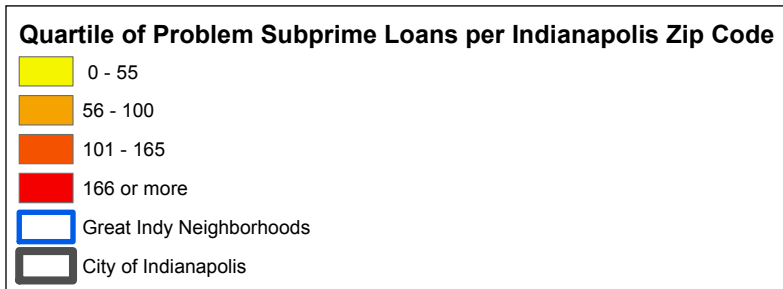 Quartile of Problem Subprime Loans per Indianapolis Zip Code
0 - 55
56 - 100
101 - 165
166 or more
Great Indy Neighborhoods
City of Indianapolis